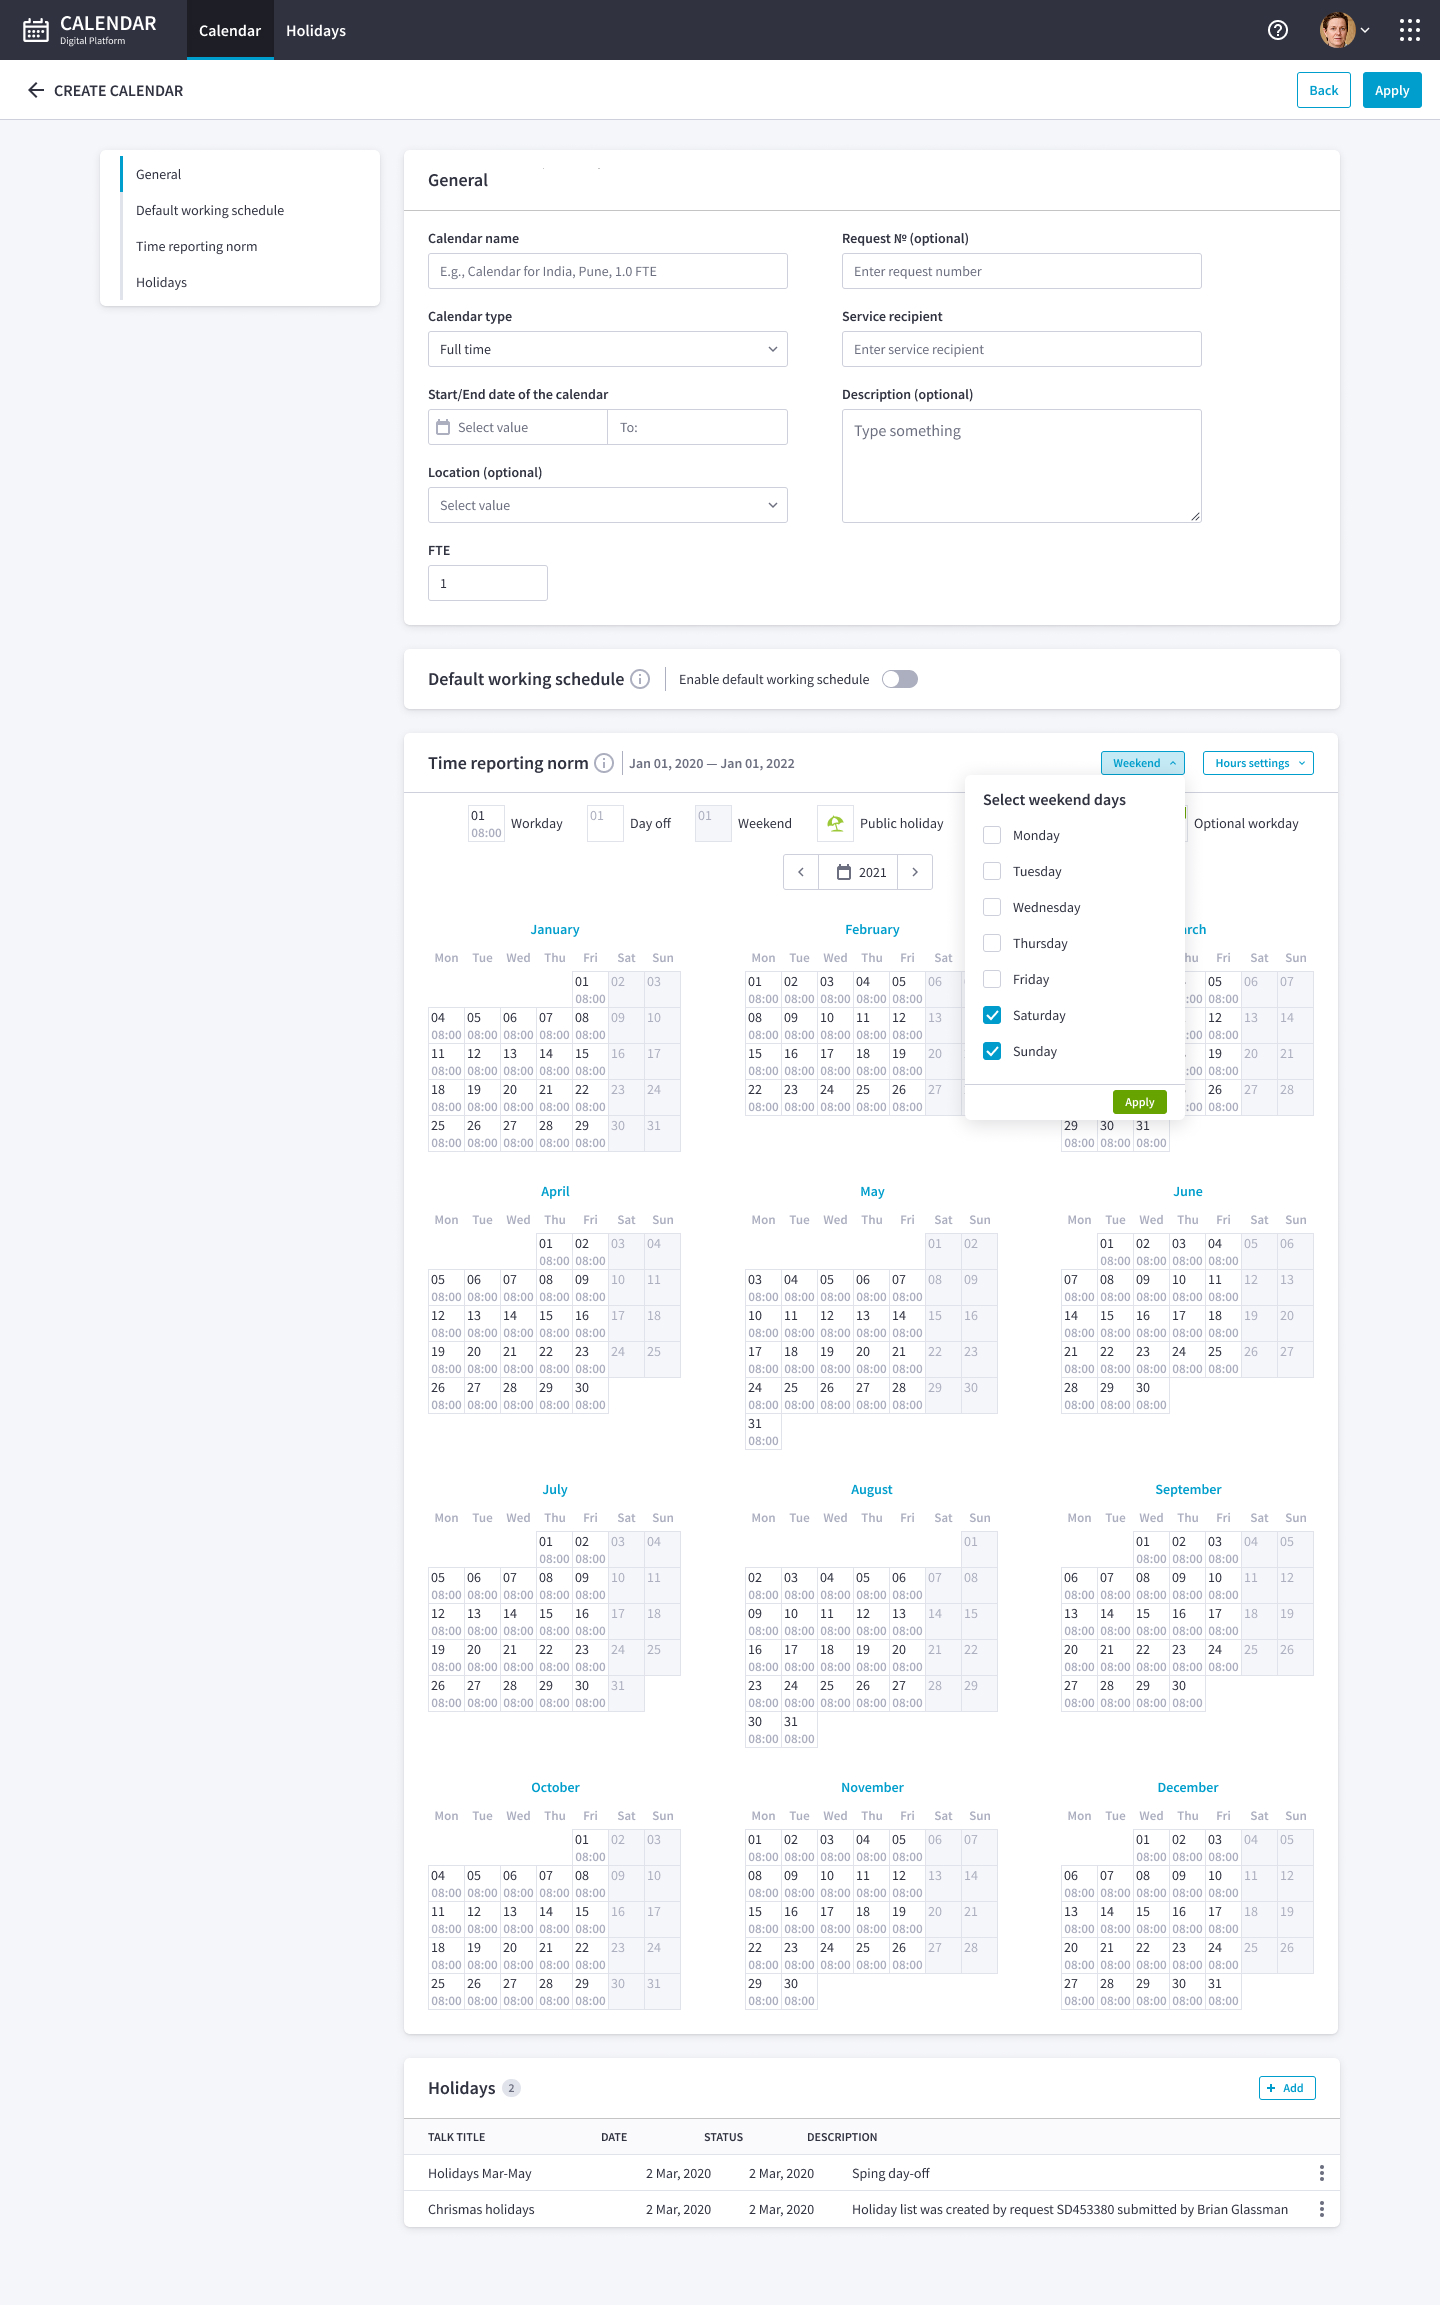 CALENDAR
Digital Platform
Calendar
Holidays
CREATE CALENDAR
Back
Apply
General
Default working schedule
Time reporting norm
Holidays
General
Calendar name
E.g., Calendar for India, Pune, 1.0 FTE
Request № (optional)
Enter request number
Calendar type
Full time
Service recipient
Enter service recipient
Start/End date of the calendar
Select value To:
Description (optional)
Type something
Location (optional)
Select value
FTE
1
Default working schedule
Enable default working schedule
Time reporting norm
Jan 01, 2020 — Jan 01, 2022
Weekend
Hours settings
01 08:00 Workday 01 Day off 01 Weekend Public holiday Optional workday
2021
Select weekend days
Monday
Tuesday
Wednesday
Thursday
Friday
Saturday
Sunday
Apply
January
Mon Tue Wed Thu Fri Sat Sun
01 02 03
08:00
04 05 06 07 08 09 10
08:00 08:00 08:00 08:00 08:00
11 12 13 14 15 16 17
08:00 08:00 08:00 08:00 08:00
18 19 20 21 22 23 24
08:00 08:00 08:00 08:00 08:00
25 26 27 28 29 30 31
08:00 08:00 08:00 08:00 08:00
February
Mon Tue Wed Thu Fri Sat
01 02 03 04 05 06
08:00 08:00 08:00 08:00 08:00
08 09 10 11 12 13
08:00 08:00 08:00 08:00 08:00
15 16 17 18 19 20
08:00 08:00 08:00 08:00 08:00
22 23 24 25 26 27
08:00 08:00 08:00 08:00 08:00
rch
hu Fri Sat Sun
05 06 07
:00 08:00
12 13 14
:00 08:00
19 20 21
:00 08:00
26 27 28
:00 08:00
29 30 31
08:00 08:00 08:00
April
Mon Tue Wed Thu Fri Sat Sun
01 02 03 04
08:00 08:00
05 06 07 08 09 10 11
08:00 08:00 08:00 08:00 08:00
12 13 14 15 16 17 18
08:00 08:00 08:00 08:00 08:00
19 20 21 22 23 24 25
08:00 08:00 08:00 08:00 08:00
26 27 28 29 30
08:00 08:00 08:00 08:00 08:00
May
Mon Tue Wed Thu Fri Sat Sun
01 02
03 04 05 06 07 08 09
08:00 08:00 08:00 08:00 08:00
10 11 12 13 14 15 16
08:00 08:00 08:00 08:00 08:00
17 18 19 20 21 22 23
08:00 08:00 08:00 08:00 08:00
24 25 26 27 28 29 30
08:00 08:00 08:00 08:00 08:00
31
08:00
June
Mon Tue Wed Thu Fri Sat Sun
01 02 03 04 05 06
08:00 08:00 08:00 08:00
07 08 09 10 11 12 13
08:00 08:00 08:00 08:00 08:00
14 15 16 17 18 19 20
08:00 08:00 08:00 08:00 08:00
21 22 23 24 25 26 27
08:00 08:00 08:00 08:00 08:00
28 29 30
08:00 08:00 08:00
July
Mon Tue Wed Thu Fri Sat Sun
01 02 03 04
08:00 08:00
05 06 07 08 09 10 11
08:00 08:00 08:00 08:00 08:00
12 13 14 15 16 17 18
08:00 08:00 08:00 08:00 08:00
19 20 21 22 23 24 25
08:00 08:00 08:00 08:00 08:00
26 27 28 29 30 31
08:00 08:00 08:00 08:00 08:00
August
Mon Tue Wed Thu Fri Sat Sun
01
02 03 04 05 06 07 08
08:00 08:00 08:00 08:00 08:00
09 10 11 12 13 14 15
08:00 08:00 08:00 08:00 08:00
16 17 18 19 20 21 22
08:00 08:00 08:00 08:00 08:00
23 24 25 26 27 28 29
08:00 08:00 08:00 08:00 08:00
30 31
08:00 08:00
September
Mon Tue Wed Thu Fri Sat Sun
01 02 03 04 05
08:00 08:00 08:00
06 07 08 09 10 11 12
08:00 08:00 08:00 08:00 08:00
13 14 15 16 17 18 19
08:00 08:00 08:00 08:00 08:00
20 21 22 23 24 25 26
08:00 08:00 08:00 08:00 08:00
27 28 29 30
08:00 08:00 08:00 08:00
October
Mon Tue Wed Thu Fri Sat Sun
01 02 03
08:00
04 05 06 07 08 09 10
08:00 08:00 08:00 08:00 08:00
11 12 13 14 15 16 17
08:00 08:00 08:00 08:00 08:00
18 19 20 21 22 23 24
08:00 08:00 08:00 08:00 08:00
25 26 27 28 29 30 31
08:00 08:00 08:00 08:00 08:00
November
Mon Tue Wed Thu Fri Sat Sun
01 02 03 04 05 06 07
08:00 08:00 08:00 08:00 08:00
08 09 10 11 12 13 14
08:00 08:00 08:00 08:00 08:00
15 16 17 18 19 20 21
08:00 08:00 08:00 08:00 08:00
22 23 24 25 26 27 28
08:00 08:00 08:00 08:00 08:00
29 30
08:00 08:00
December
Mon Tue Wed Thu Fri Sat Sun
01 02 03 04 05
08:00 08:00 08:00
06 07 08 09 10 11 12
08:00 08:00 08:00 08:00 08:00
13 14 15 16 17 18 19
08:00 08:00 08:00 08:00 08:00
20 21 22 23 24 25 26
08:00 08:00 08:00 08:00 08:00
27 28 29 30 31
08:00 08:00 08:00 08:00 08:00
Holidays 2
Add
TALK TITLE DATE STATUS DESCRIPTION
Holidays Mar-May 2 Mar, 2020 2 Mar, 2020 Sping day-off
Chrismas holidays 2 Mar, 2020 2 Mar, 2020 Holiday list was created by request SD453380 submitted by Brian Glassman